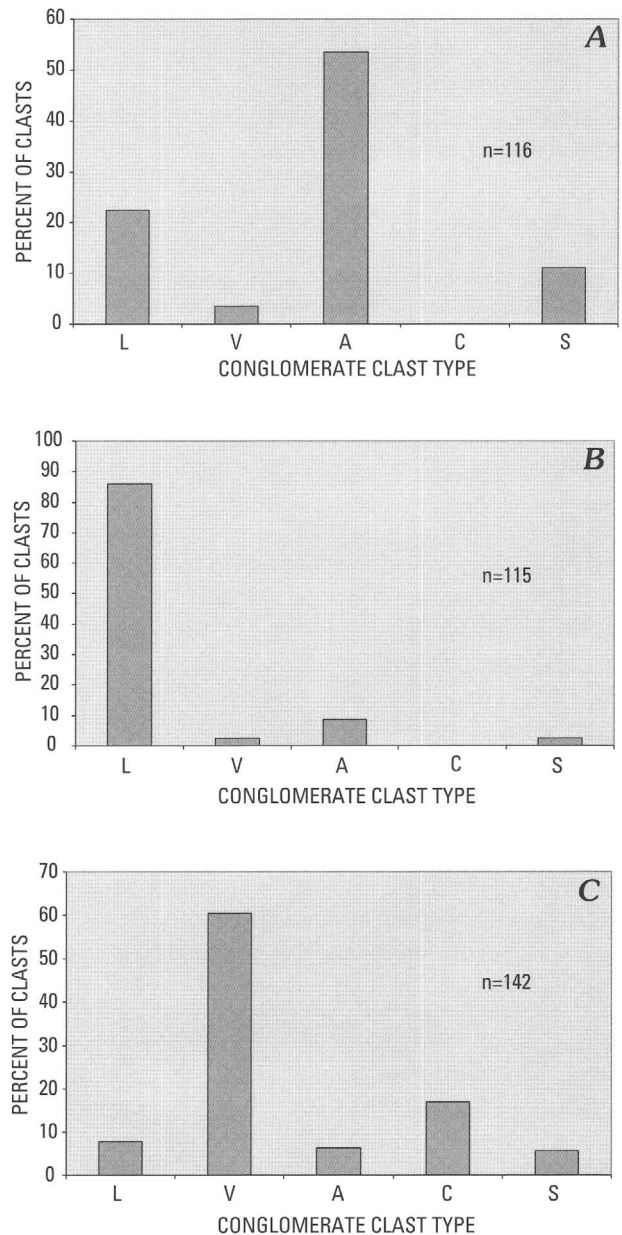 A
60
50
40
30
20
10
0
PERCENT OF CLASTS
n=116
L V A C S
CONGLOMERATE CLAST TYPE
B
100
90
80
70
60
50
40
30
20
10
0
PERCENT OF CLASTS
n=115
L V A C S
CONGLOMERATE CLAST TYPE
C
70
60
50
40
30
20
10
0
PERCENT OF CLASTS
n=142
L V A C S
CONGLOMERATE CLAST TYPE